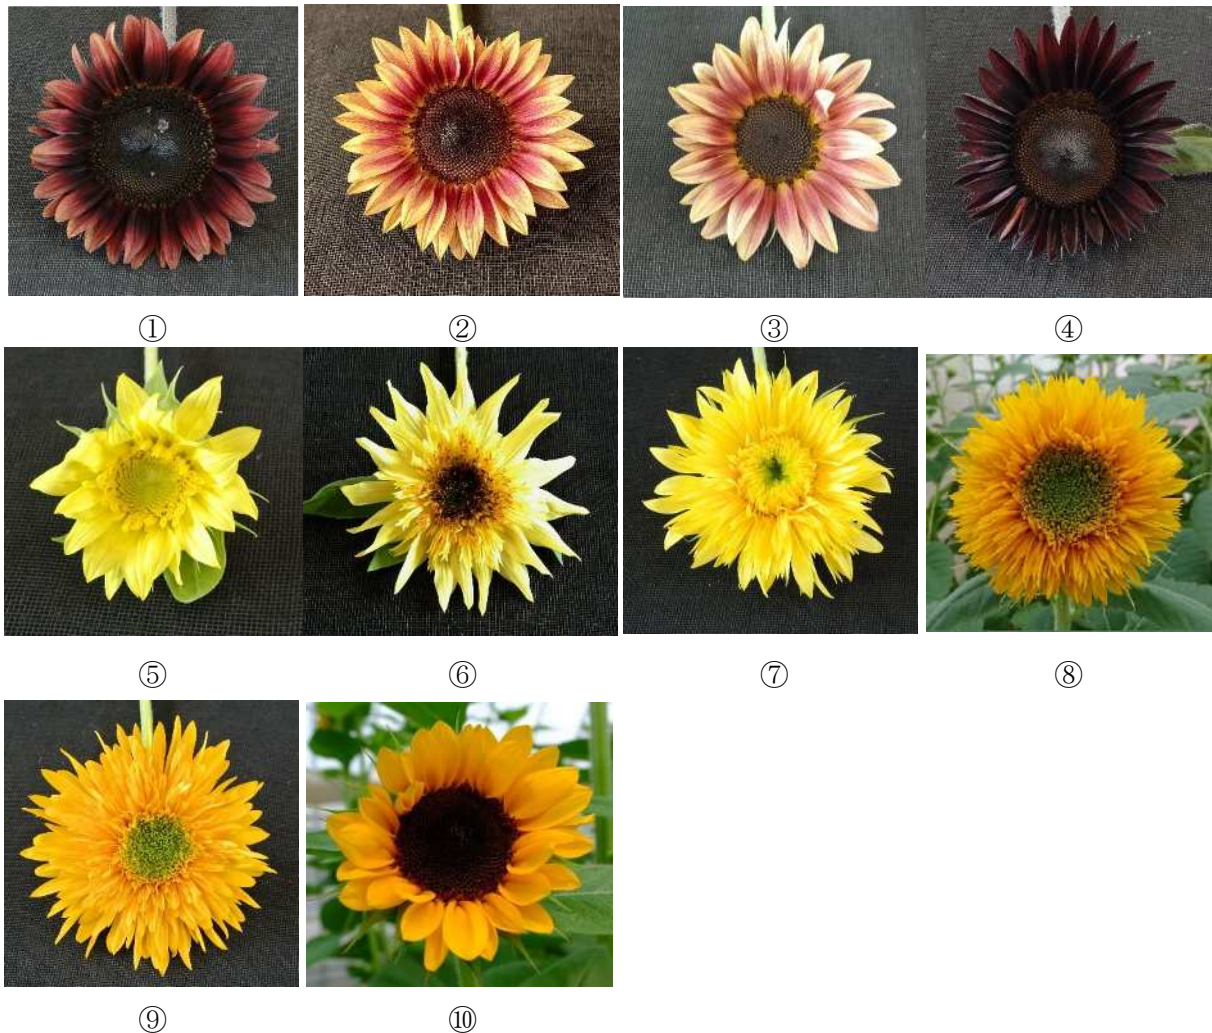 ① ② ③ ④
⑤ ⑥ ⑦ ⑧
⑨ ⑩